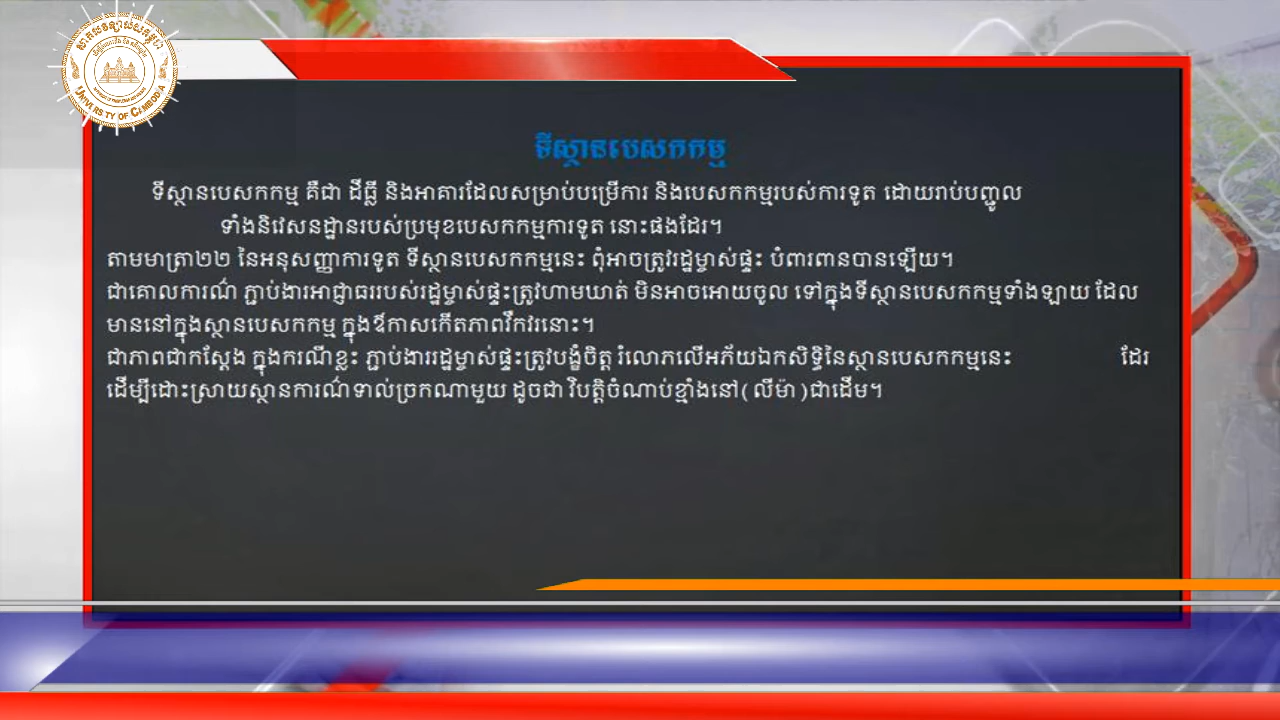 សាកលវិទ្យាល័យកម្ពុជា
UNIVERSITY OF CAMBODIA
ទីស្ថានបេសកកម្ម
ទីស្ថានបេសកកម្ម គឺជា ដីធ្លី និងអាគារដែលសម្រាប់បម្រើការ និងបេសកកម្មរបស់ការទូត ដោយរាប់បញ្ចូល
ទាំងនិវេសនដ្ឋានរបស់ប្រមុខបេសកកម្មការទូត នោះផងដែរ។
តាមមាត្រា២២ នៃអនុសញ្ញាការទូត ទីស្ថានបេសកកម្មនេះ ពុំអាចត្រូវរដ្ឋម្ចាស់ផ្ទះ បំពារពានបានឡើយ។
ជាគោលការណ៍ ភ្នាប់ងារអាជ្ញាធររបស់រដ្ឋម្ចាស់ផ្ទះត្រូវហាមឃាត់ មិនអាចអោយចូល ទៅក្នុងទីស្ថានបេសកកម្មទាំងឡាយ ដែល
មាននៅក្នុងស្ថានបេសកកម្ម ក្នុងឳកាសកើតភាពវឹកវរនោះ។
ជាភាពជាក់ស្តែង ក្នុងករណីខ្លះ ភ្នាប់ងាររដ្ឋម្ចាស់ផ្ទះត្រូវបង្ខំចិត្ត រំលោភលើអភ័យឯកសិទ្ធិនៃស្ថានបេសកកម្មនេះ ដែរ
ដើម្បីដោះស្រាយស្ថានការណ៍ទាល់ច្រកណាមួយ ដូចជា វិបត្តិចំណាប់ខ្មាំងនៅ( លីម៉ា )ជាដើម។